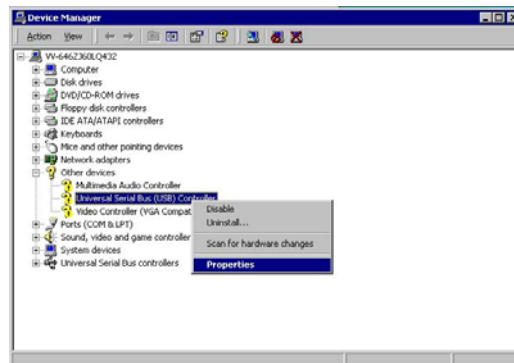 Device Manager
Action View
W-6462360LQ432
Computer
Disk drives
DVD/CD-ROM drives
Floppy disk controllers
IDE ATA/ATAPI controllers
Keyboards
Mice and other pointing devices
Network adapters
Other devices
Multimedia Audio Controller
Universal Serial Bus (USB) Controller
Video Controller (VGA Compat
Ports (COM & LPT)
Sound, video and game controller
System devices
Universal Serial Bus controllers
Disable
Uninstall...
Scan for hardware changes
Properties